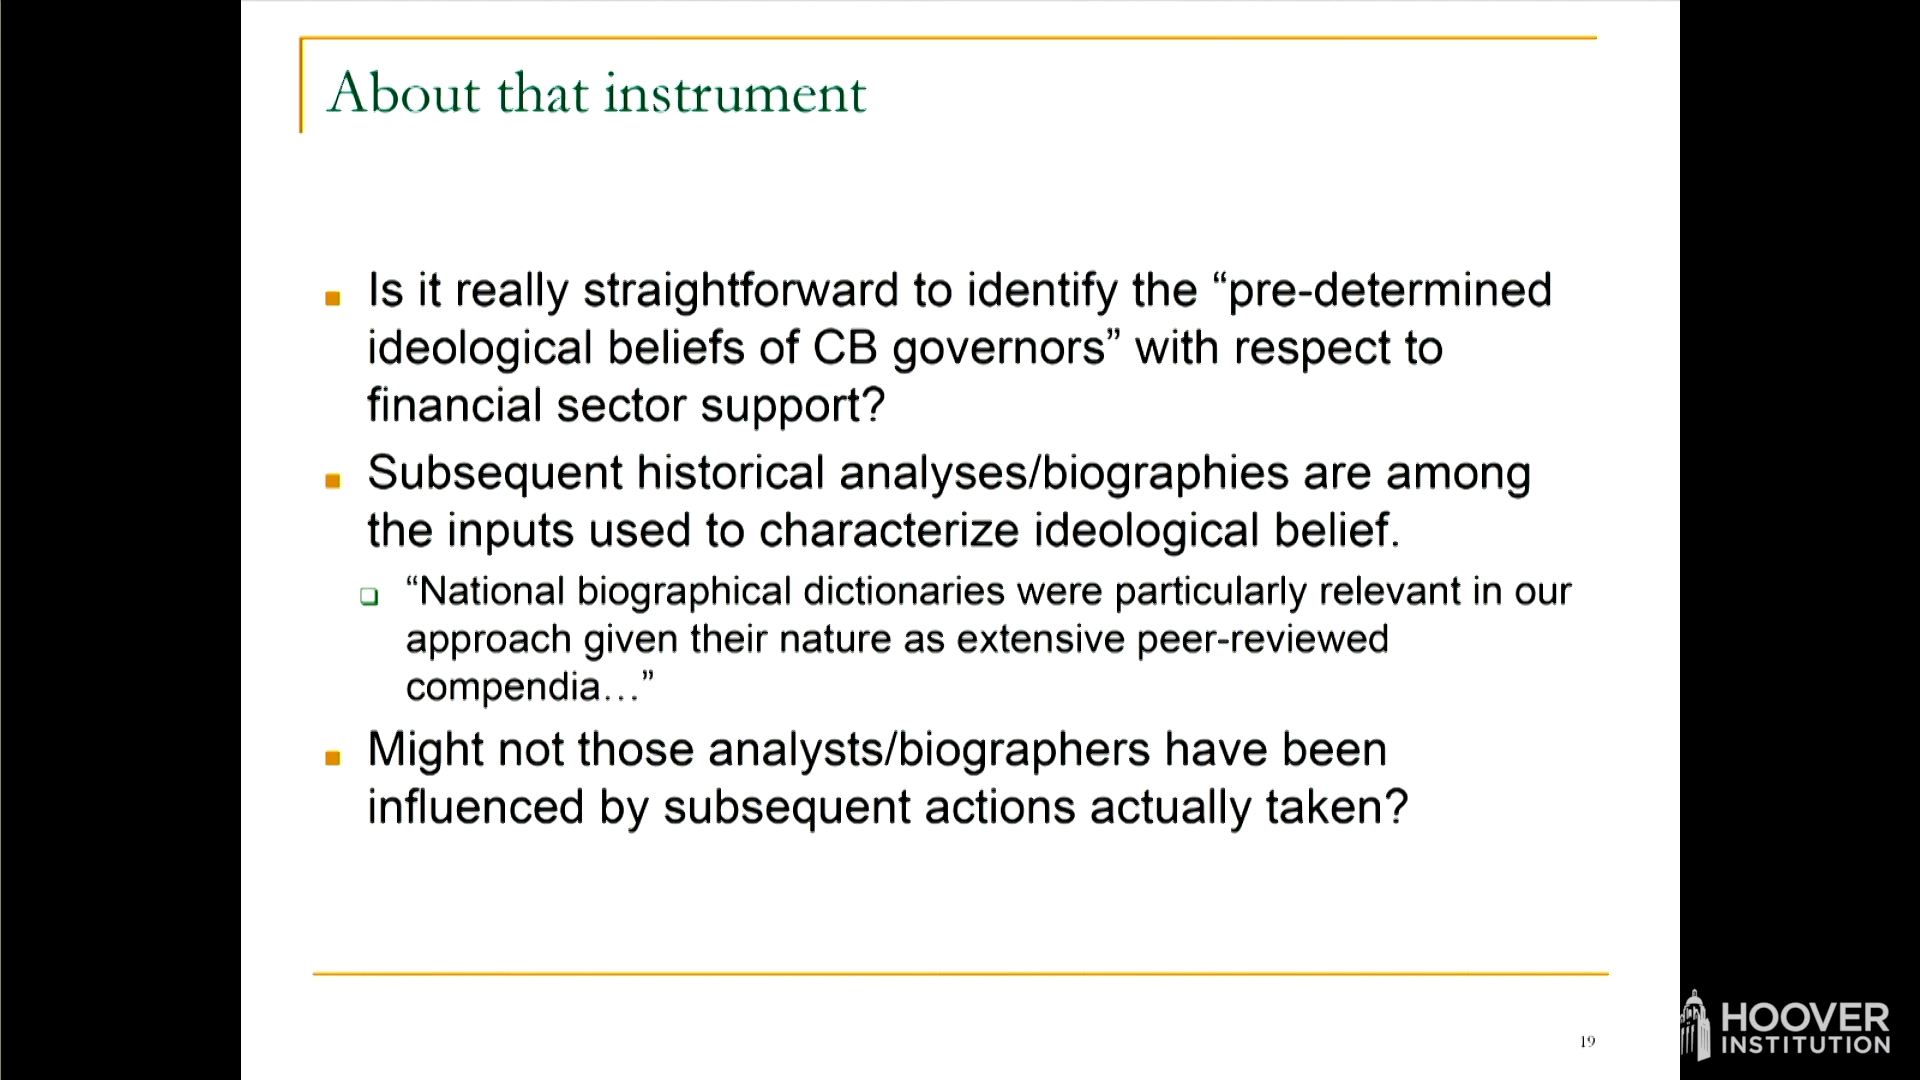 About that instrument
Is it really straightforward to identify the “pre-determined
ideological beliefs of CB governors” with respect to
financial sector support?
Subsequent historical analyses/biographies are among
the inputs used to characterize ideological belief.
“National biographical dictionaries were particularly relevant in our
approach given their nature as extensive peer-reviewed
compendia…”
Might not those analysts/biographers have been
influenced by subsequent actions actually taken?
19
HOOVER
INSTITUTION